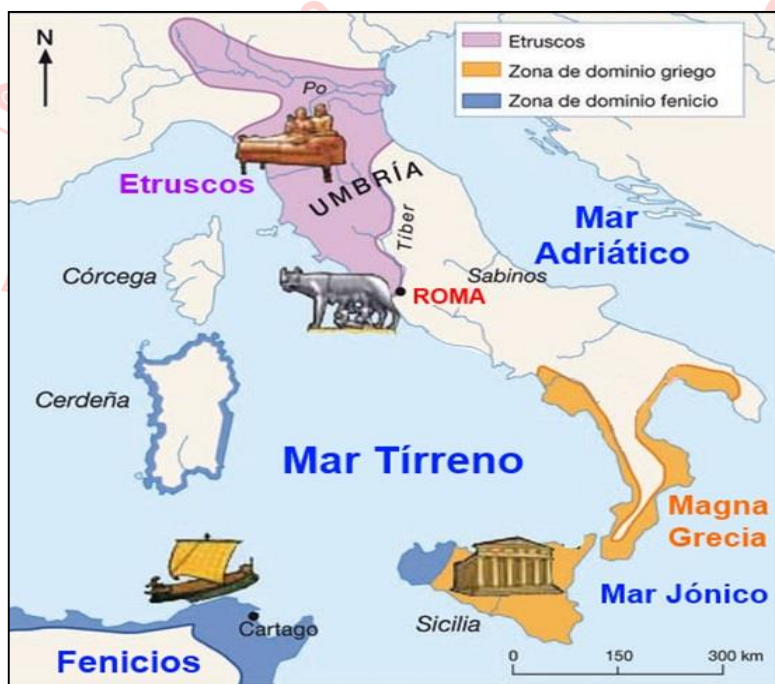 N
Etruscos
Zona de dominio griego
Zona de dominio fenicio
Po
Etruscos
UMBRÍA
Tíber
Mar
Adriático
Córcega
Sabinos
ROMA
Cerdeña
Mar Tírreno
Magna
Grecia
Mar Jónico
Cartago
Sicilia
Fenicios
0 150 300 km